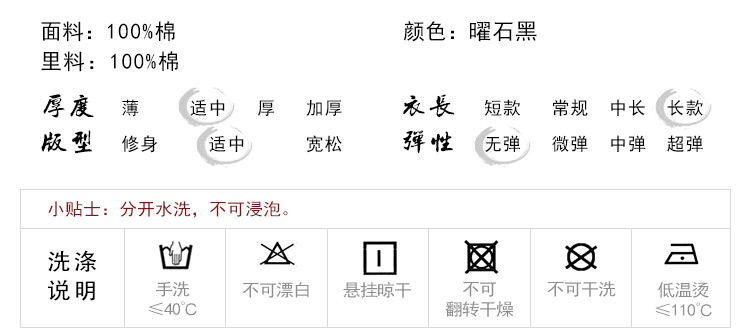 面料：100%棉 颜色：曜石黑
里料：100%棉
厚度 薄 适中 厚 加厚 衣長 短款 常规 中长 长款
版型 修身 适中 宽松 弹性 无弹 微弹 中弹 超弹
小贴士：分开水洗，不可浸泡。
洗涤
说明
手洗
≤40℃
不可漂白
悬挂晾干
不可
翻转干燥
不可干洗
低温烫
≤110℃